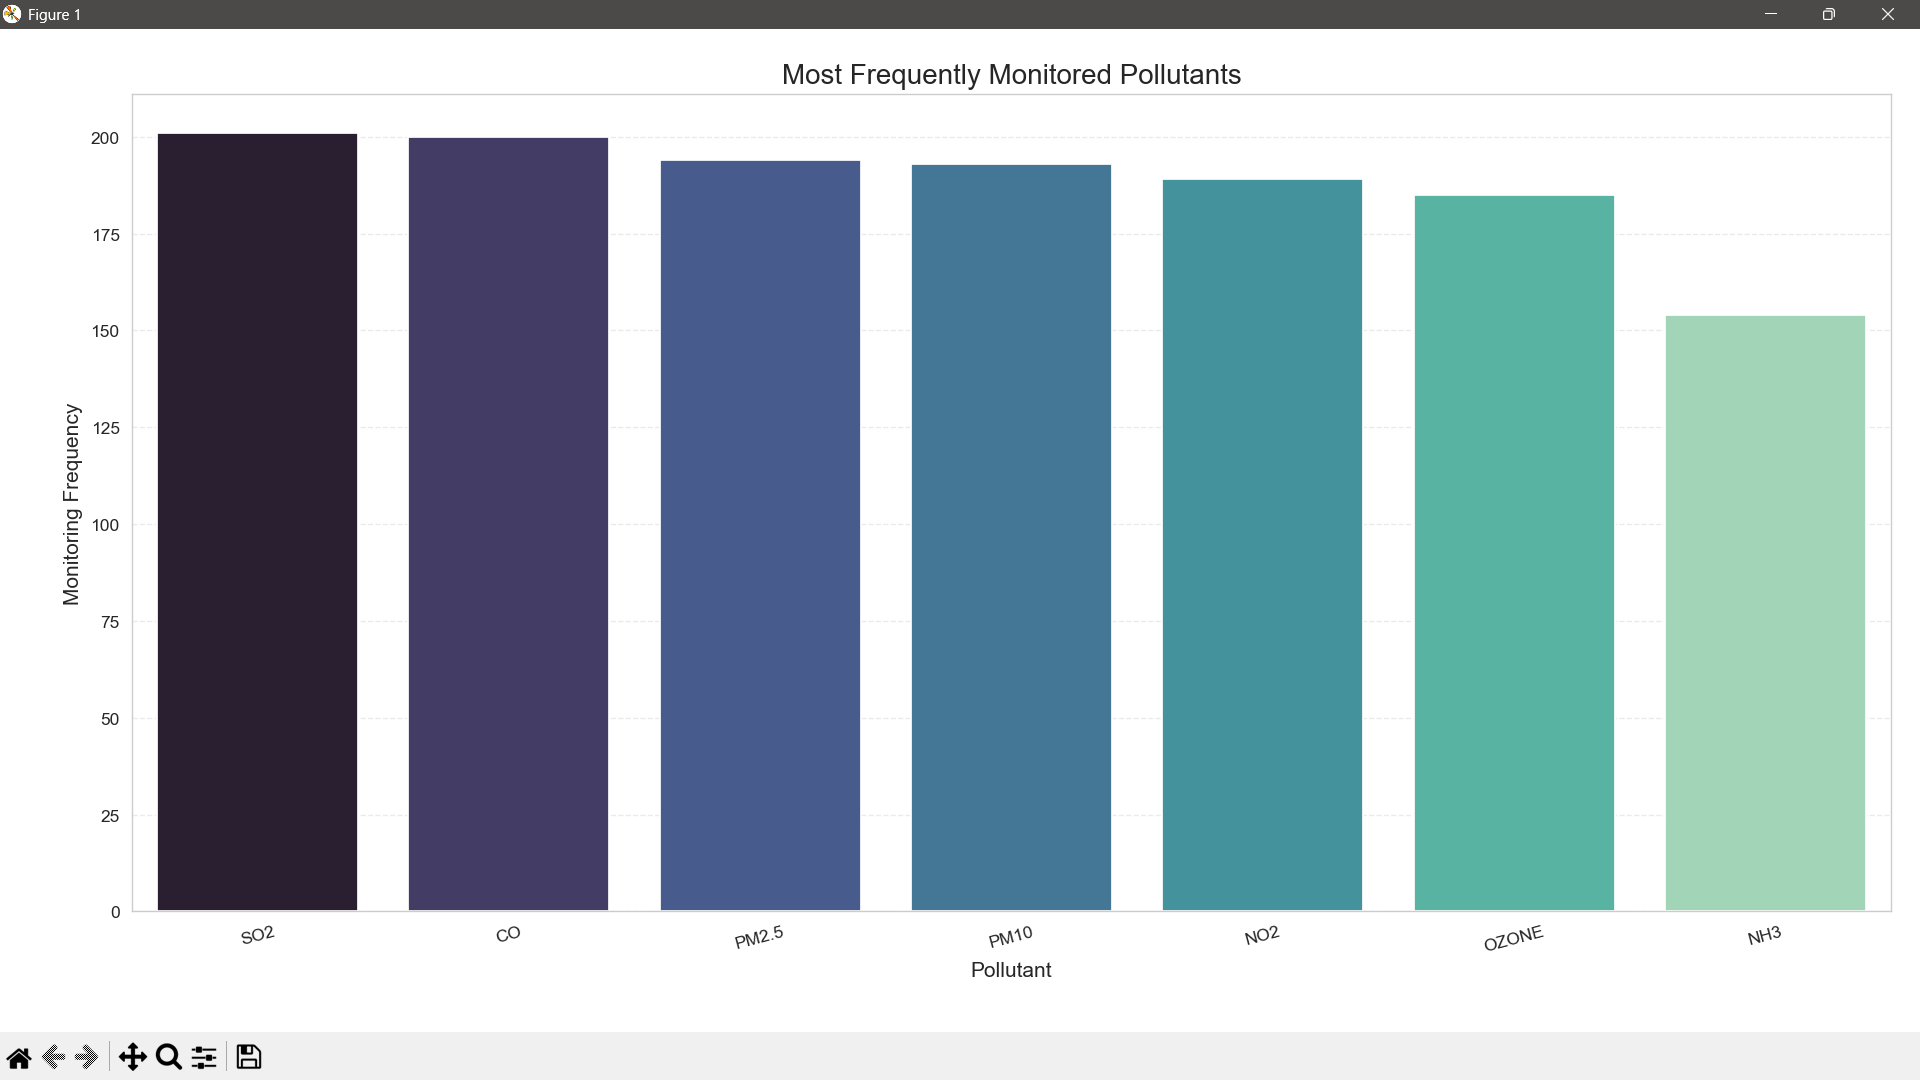 Figure 1
Most Frequently Monitored Pollutants
200
175
150
125
100
75
50
25
0
Monitoring Frequency
SO2
CO
PM2.5
PM10
NO2
OZONE
NH3
Pollutant